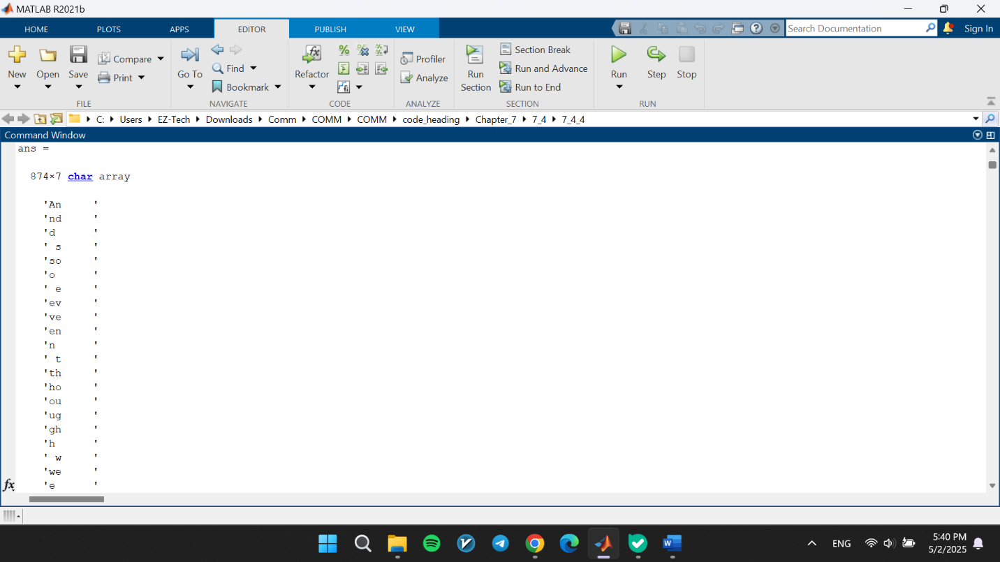 MATLAB R2021b
HOME PLOTS APPS EDITOR PUBLISH VIEW Search Documentation Sign In
New Open Save Compare Print
FILE
Go To Find Bookmark
NAVIGATE
Refactor
CODE
Profiler
Analyze
ANALYZE
Run Section
Section Break
Run and Advance
Run to End
SECTION
Run Step Stop
RUN
C: Users EZ-Tech Downloads Comm COMM COMM code_heading Chapter_7 7_4 7_4_4
Command Window
ans =
874×7 char array
'An     '
'nd     '
'd      '
' s     '
'so     '
'o      '
' e     '
'ev     '
've     '
'en     '
'n      '
' t     '
'th     '
'ho     '
'ou     '
'ug     '
'gh     '
'h      '
' w     '
'we     '
'e      '
fx
ENG
5:40 PM
5/2/2025